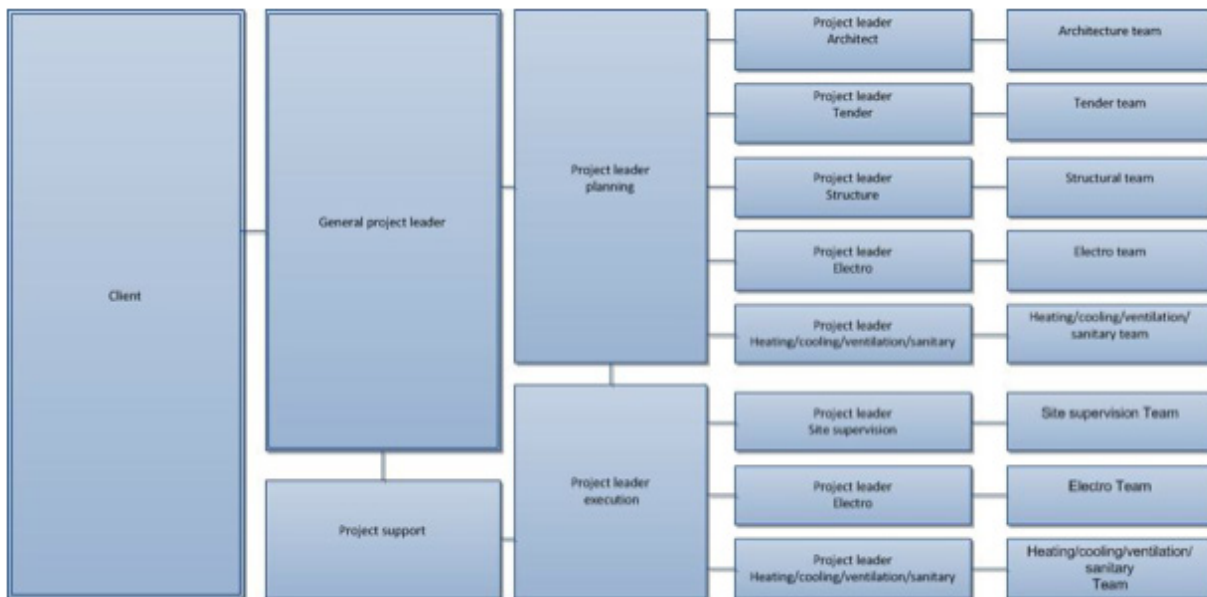 Client
General project leader
Project support
Project leader
planning
Project leader
execution
Project leader
Architect
Architecture team
Project leader
Tender
Tender team
Project leader
Structure
Structural team
Project leader
Electro
Electro team
Project leader
Heating/cooling/ventilation/sanitary
Heating/cooling/ventilation/
sanitary team
Project leader
Site supervision
Site supervision Team
Project leader
Electro
Electro Team
Project leader
Heating/cooling/ventilation/sanitary
Heating/cooling/ventilation/
sanitary
Team